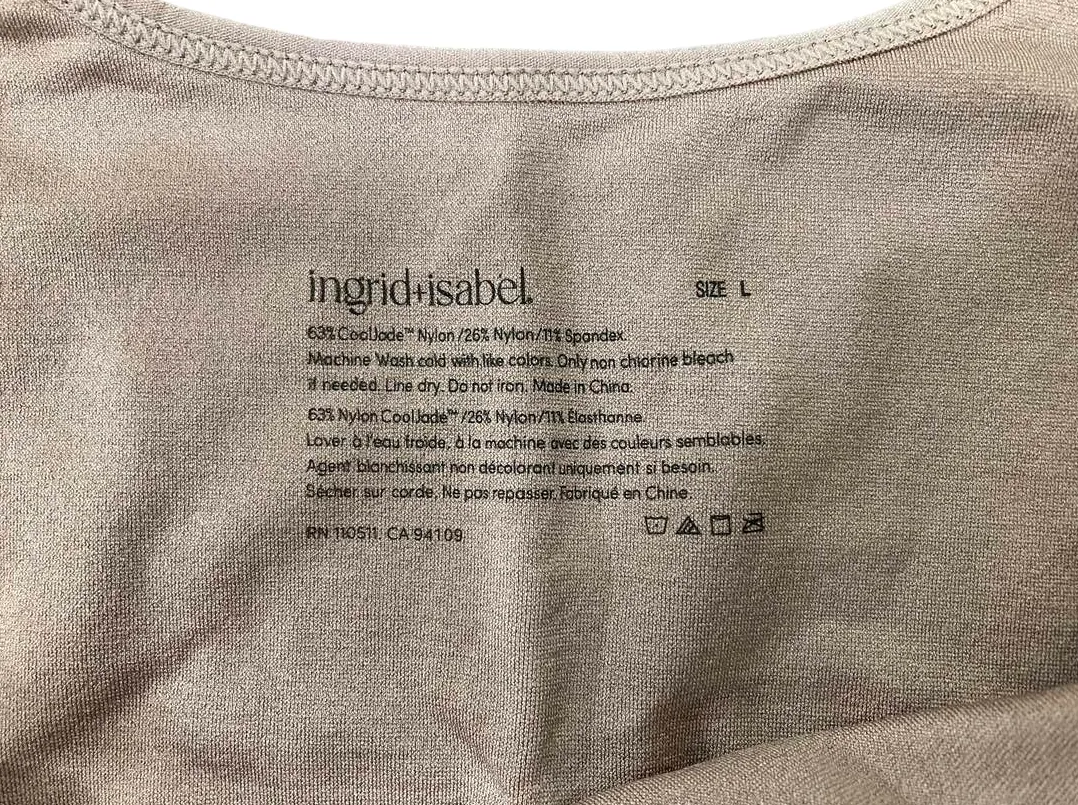 ingrid+isabel.
SIZE L
63% CoolJade™ Nylon/26% Nylon/11% Spandex.
Machine Wash cold with like colors. Only non chlorine bleach
if needed. Line dry. Do not iron. Made in China.
63% Nylon CoolJade™/26% Nylon/11% Élasthanne.
Laver à l'eau froide, à la machine avec des couleurs semblables.
Agent blanchissant non décolorant uniquement si besoin.
Sécher sur corde. Ne pas repasser. Fabriqué en Chine.
RN 110511. CA 94109